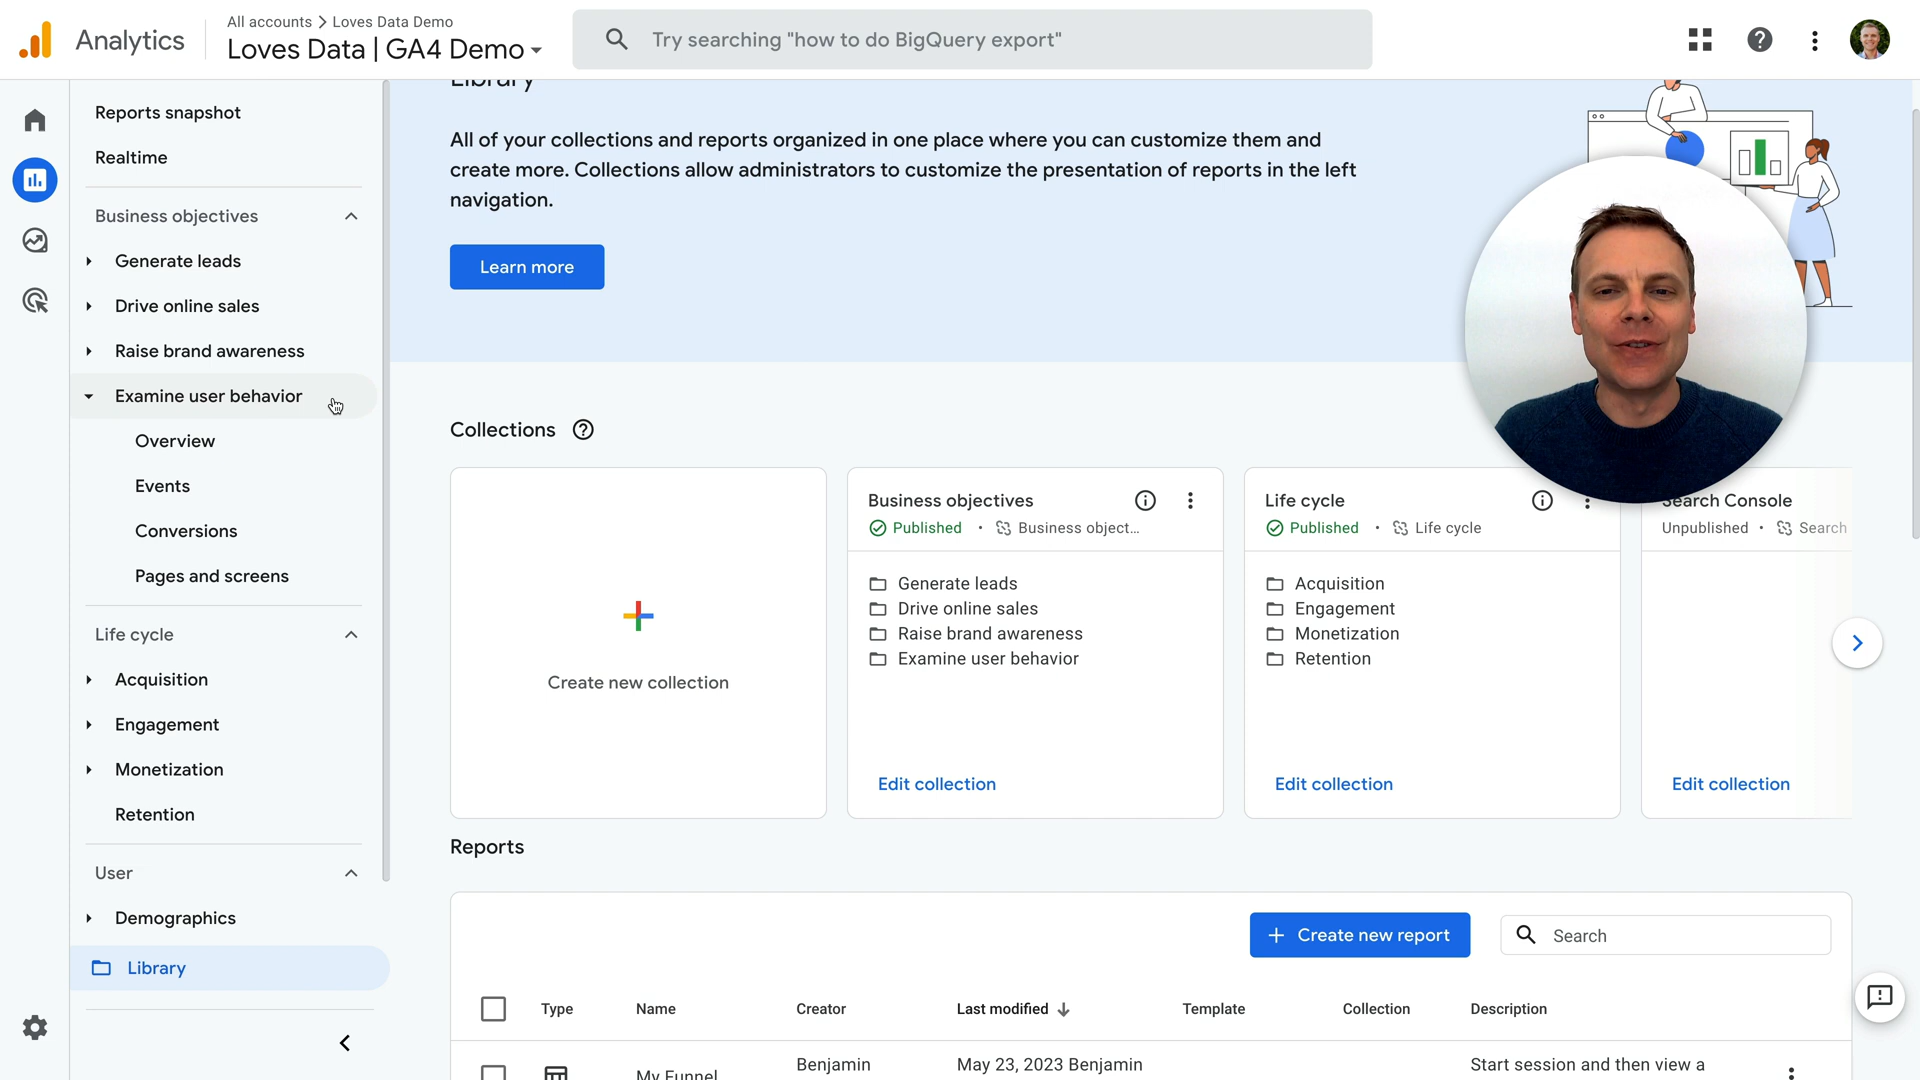 All accounts > Loves Data Demo
Analytics
Loves Data | GA4 Demo
Try searching "how to do BigQuery export"
Reports snapshot
Realtime
Business objectives
Generate leads
Drive online sales
Raise brand awareness
Examine user behavior
Overview
Events
Conversions
Pages and screens
Life cycle
Acquisition
Engagement
Monetization
Retention
User
Demographics
Library
Library
All of your collections and reports organized in one place where you can customize them and
create more. Collections allow administrators to customize the presentation of reports in the left
navigation.
Learn more
Collections
Create new collection
Business objectives
Published • Business object...
Generate leads
Drive online sales
Raise brand awareness
Examine user behavior
Edit collection
Life cycle
Published • Life cycle
Acquisition
Engagement
Monetization
Retention
Edit collection
Search Console
Unpublished • Search
Edit collection
Reports
+ Create new report
Search
Type Name Creator Last modified Template Collection Description
My Funnel
Benjamin
May 23, 2023 Benjamin
Start session and then view a